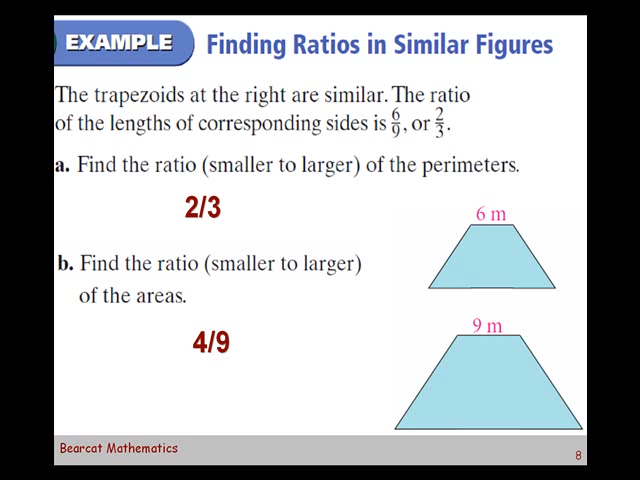 EXAMPLE Finding Ratios in Similar Figures
The trapezoids at the right are similar. The ratio
of the lengths of corresponding sides is 6/9, or 2/3.
a. Find the ratio (smaller to larger) of the perimeters.
2/3
6 m
b. Find the ratio (smaller to larger)
of the areas.
9 m
4/9
Bearcat Mathematics
8